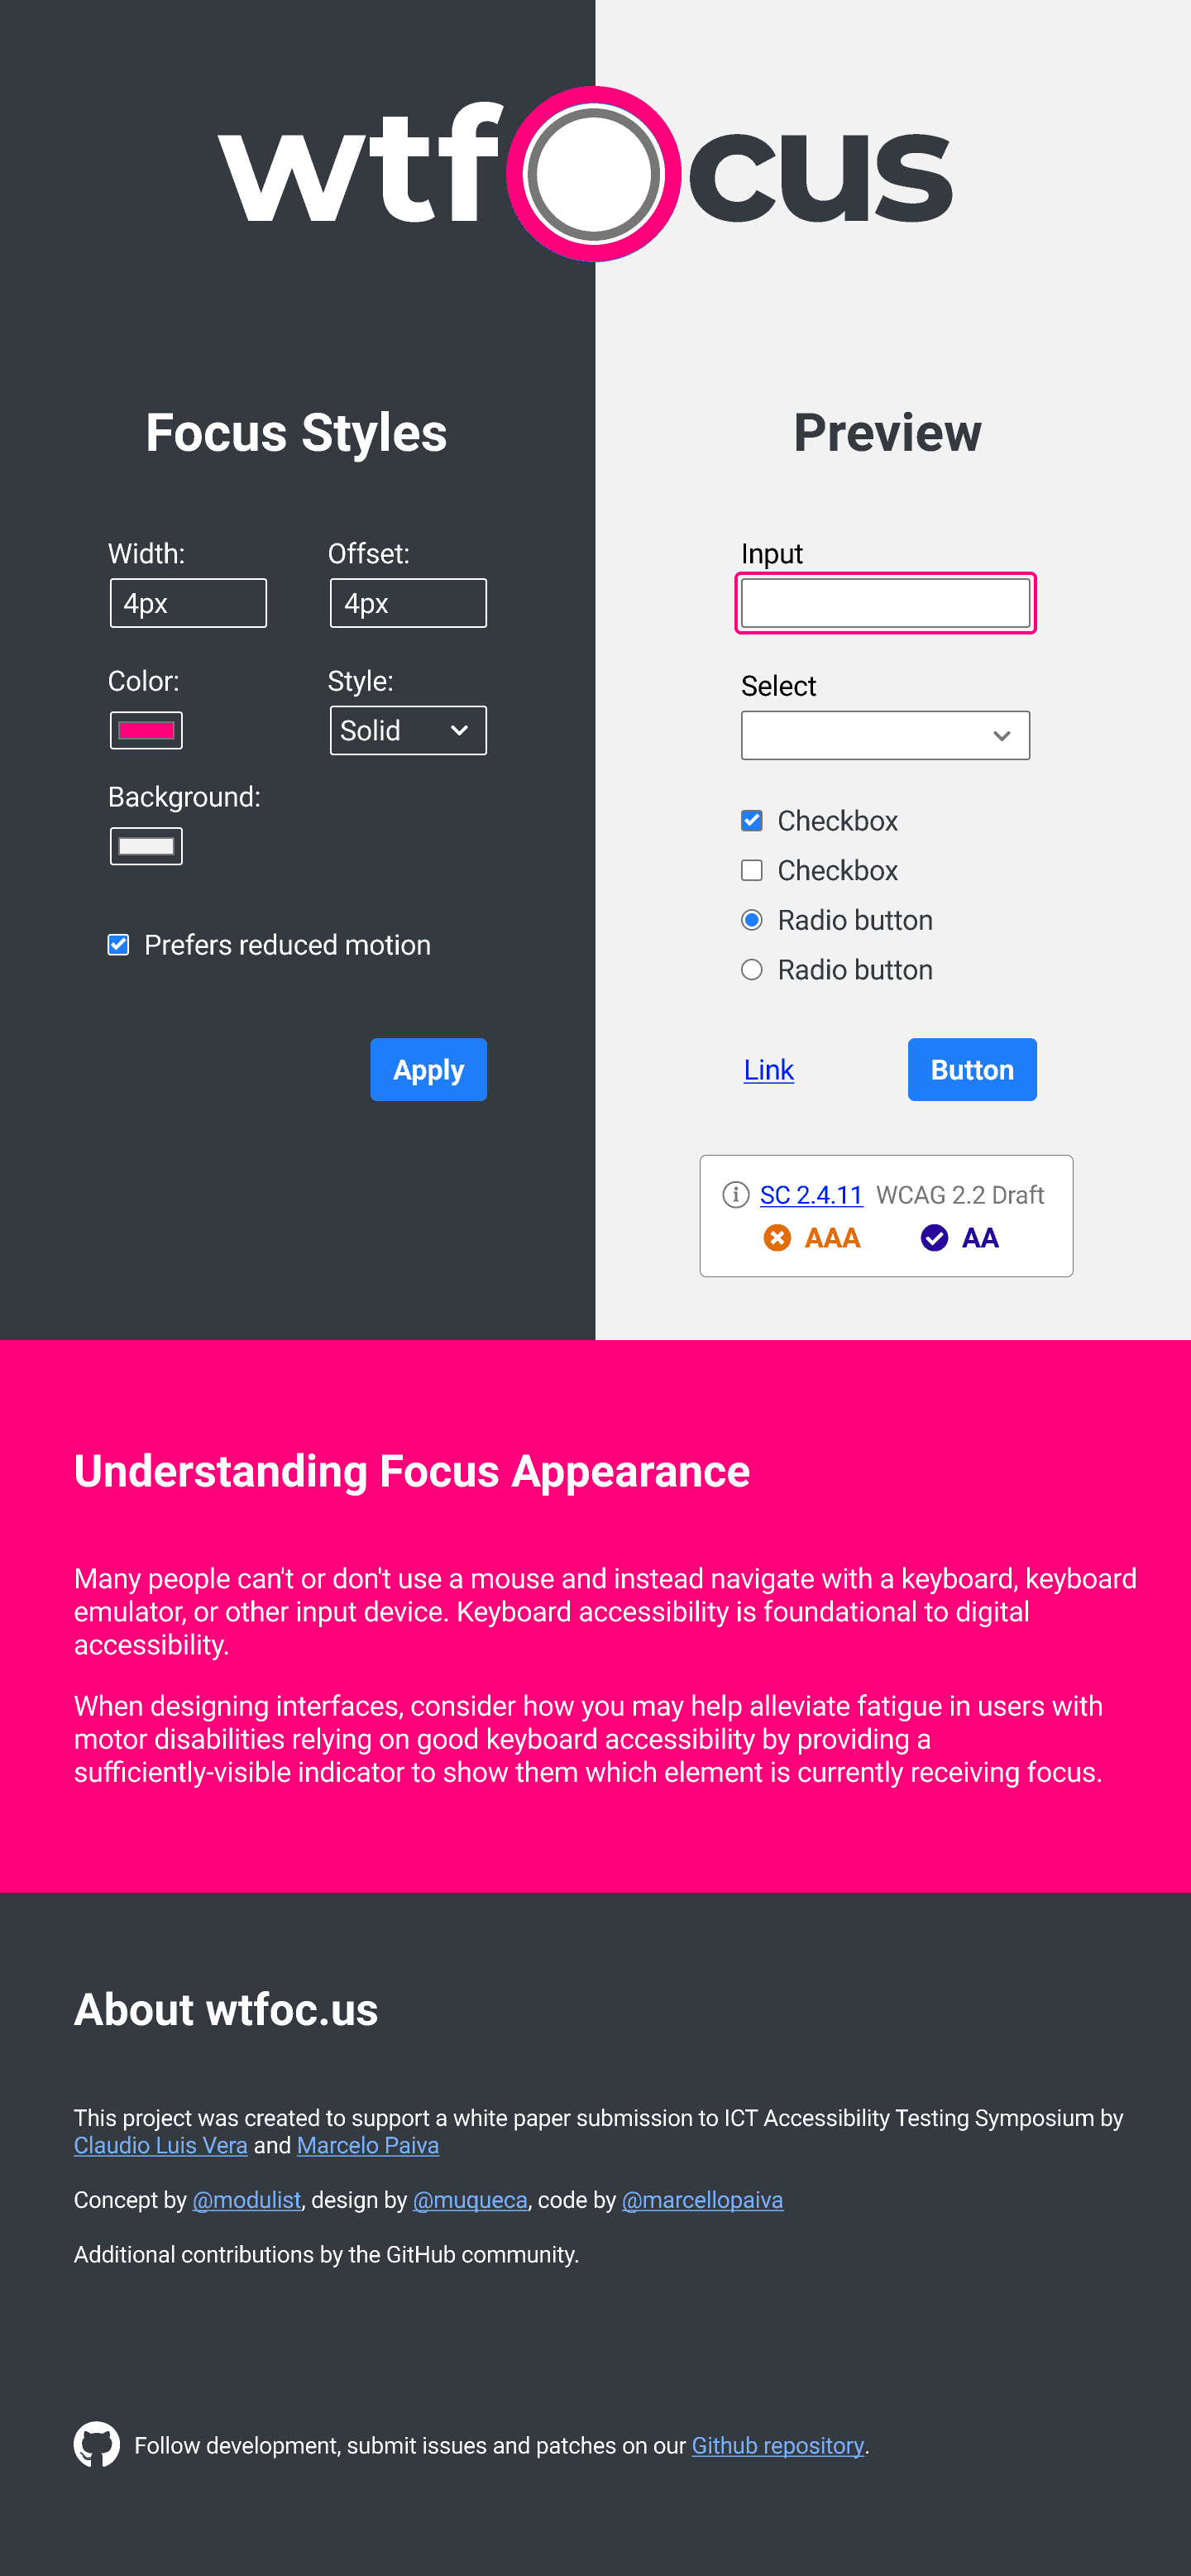 wtfocus
Focus Styles
Width:
Offset:
4px
4px
Color:
Style:
Solid
Background:
Prefers reduced motion
Apply
Preview
Input
Select
Checkbox
Checkbox
Radio button
Radio button
Link
Button
SC 2.4.11 WCAG 2.2 Draft
AAA
AA
Understanding Focus Appearance
Many people can't or don't use a mouse and instead navigate with a keyboard, keyboard
emulator, or other input device. Keyboard accessibility is foundational to digital
accessibility.
When designing interfaces, consider how you may help alleviate fatigue in users with
motor disabilities relying on good keyboard accessibility by providing a
sufficiently-visible indicator to show them which element is currently receiving focus.
About wtfoc.us
This project was created to support a white paper submission to ICT Accessibility Testing Symposium by
Claudio Luis Vera and Marcelo Paiva
Concept by @modulist, design by @muqueca, code by @marcellopaiva
Additional contributions by the GitHub community.
Follow development, submit issues and patches on our Github repository.